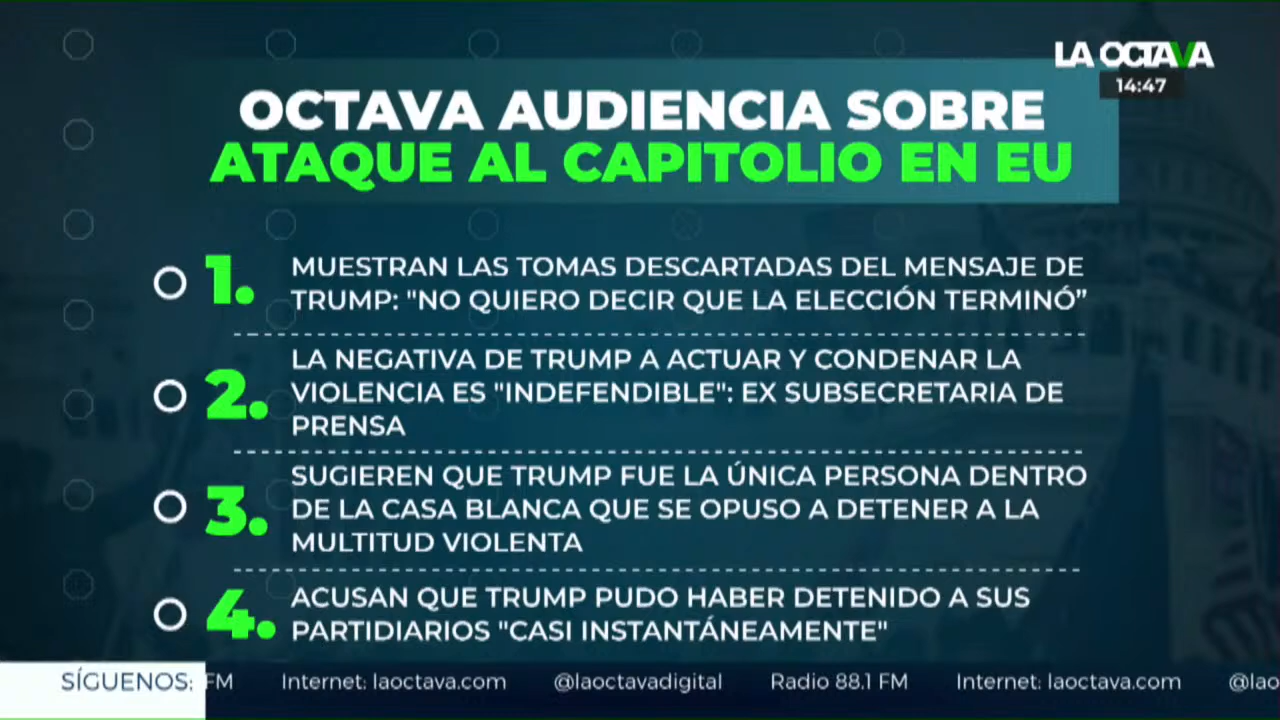 LA OCTAVA
14:47
OCTAVA AUDIENCIA SOBRE
ATAQUE AL CAPITOLIO EN EU
1. MUESTRAN LAS TOMAS DESCARTADAS DEL MENSAJE DE
TRUMP: "NO QUIERO DECIR QUE LA ELECCIÓN TERMINÓ”
2. LA NEGATIVA DE TRUMP A ACTUAR Y CONDENAR LA
VIOLENCIA ES "INDEFENDIBLE": EX SUBSECRETARIA DE
PRENSA
3. SUGIEREN QUE TRUMP FUE LA ÚNICA PERSONA DENTRO
DE LA CASA BLANCA QUE SE OPUSO A DETENER A LA
MULTITUD VIOLENTA
4. ACUSAN QUE TRUMP PUDO HABER DETENIDO A SUS
PARTIDIARIOS "CASI INSTANTÁNEAMENTE"
SÍGUENOS: FM Internet: laoctava.com @laoctavadigital Radio 88.1 FM Internet: laoctava.com @lao